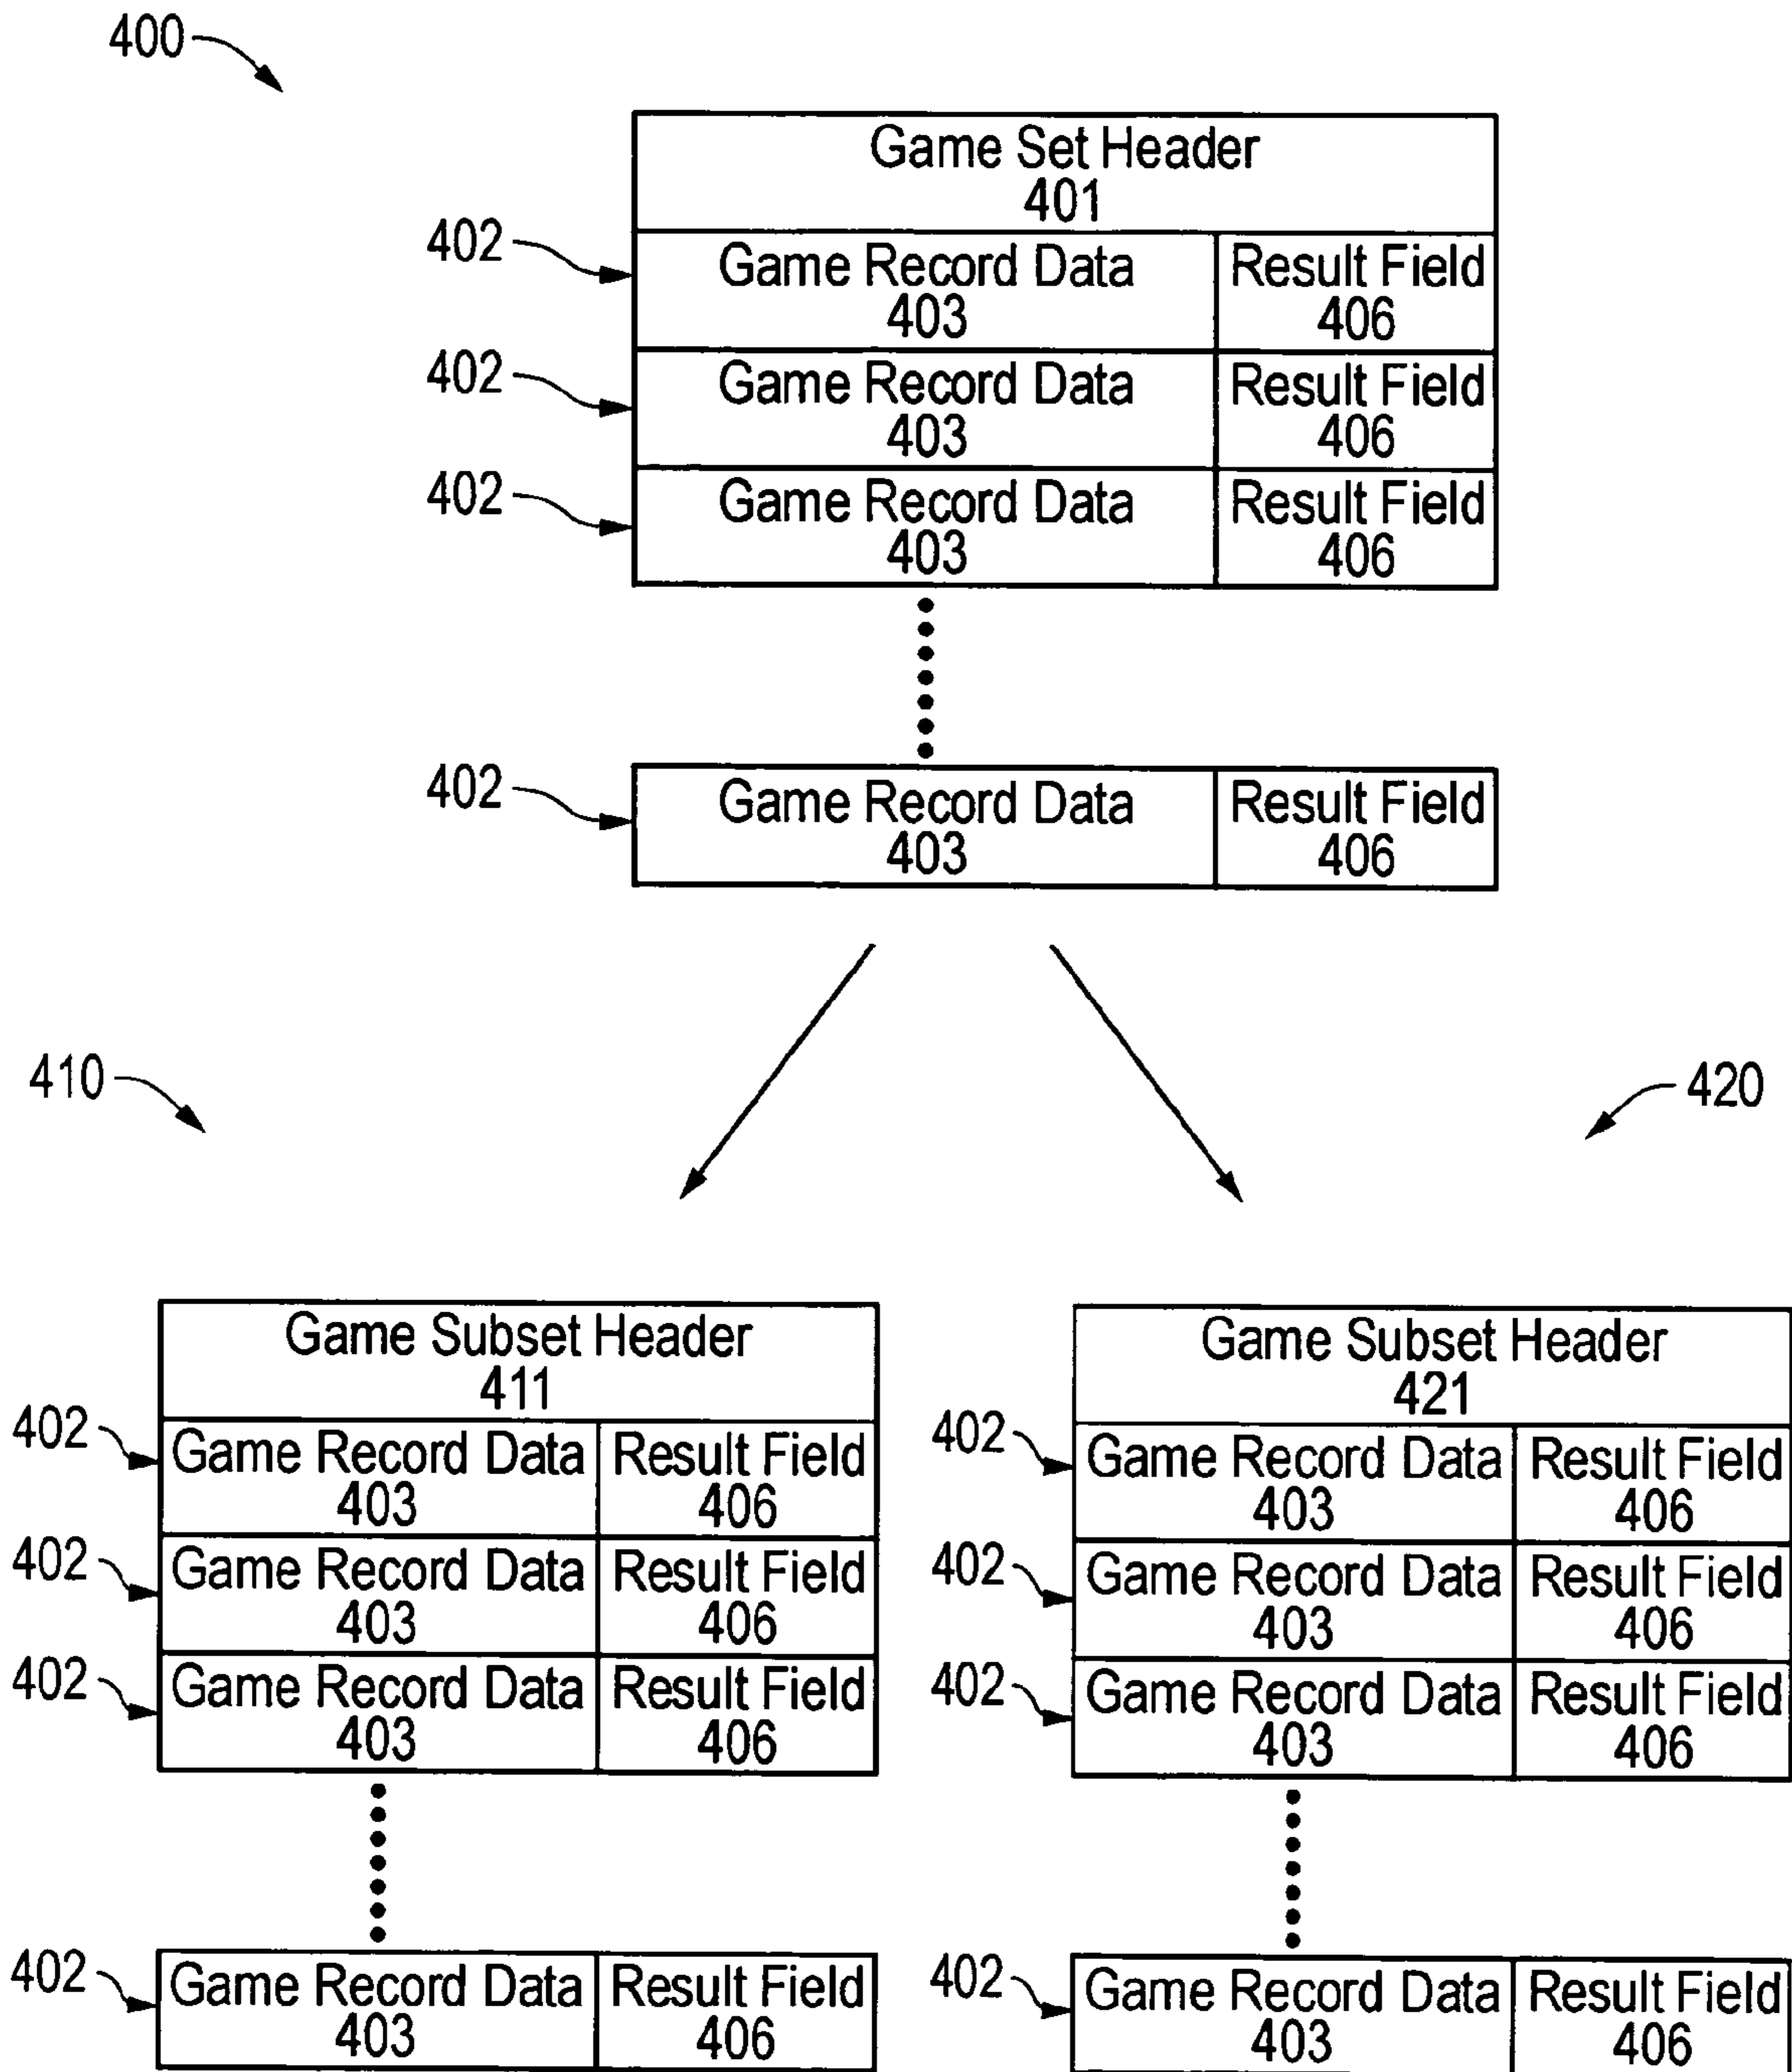 400
Game Set Header
401
402 Game Record Data Result Field
403 406
402 Game Record Data Result Field
403 406
402 Game Record Data Result Field
403 406
402 Game Record Data Result Field
403 406
410
420
Game Subset Header
411
402 Game Record Data Result Field
403 406
402 Game Record Data Result Field
403 406
402 Game Record Data Result Field
403 406
402 Game Record Data Result Field
403 406
Game Subset Header
421
402 Game Record Data Result Field
403 406
402 Game Record Data Result Field
403 406
402 Game Record Data Result Field
403 406
402 Game Record Data Result Field
403 406